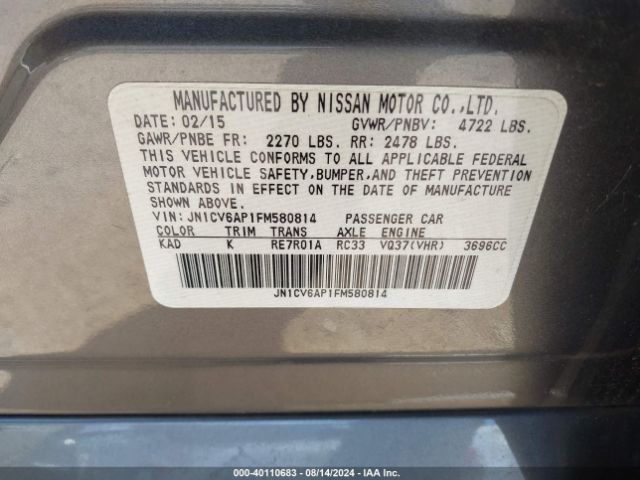 MANUFACTURED BY NISSAN MOTOR CO.,LTD.
DATE: 02/15 GVWR/PNBV: 4722 LBS.
GAWR/PNBE FR: 2270 LBS. RR: 2478 LBS.
THIS VEHICLE CONFORMS TO ALL APPLICABLE FEDERAL
MOTOR VEHICLE SAFETY,BUMPER,AND THEFT PREVENTION
STANDARDS IN EFFECT ON THE DATE OF MANUFACTURE
SHOWN ABOVE.
VIN: JN1CV6AP1FM580814 PASSENGER CAR
COLOR TRIM TRANS AXLE ENGINE
KAD K RE7R01A RC33 VQ37(VHR) 3696CC
JN1CV6AP1FM580814
000-40110683 / 08/14/2024 - IAA Inc.